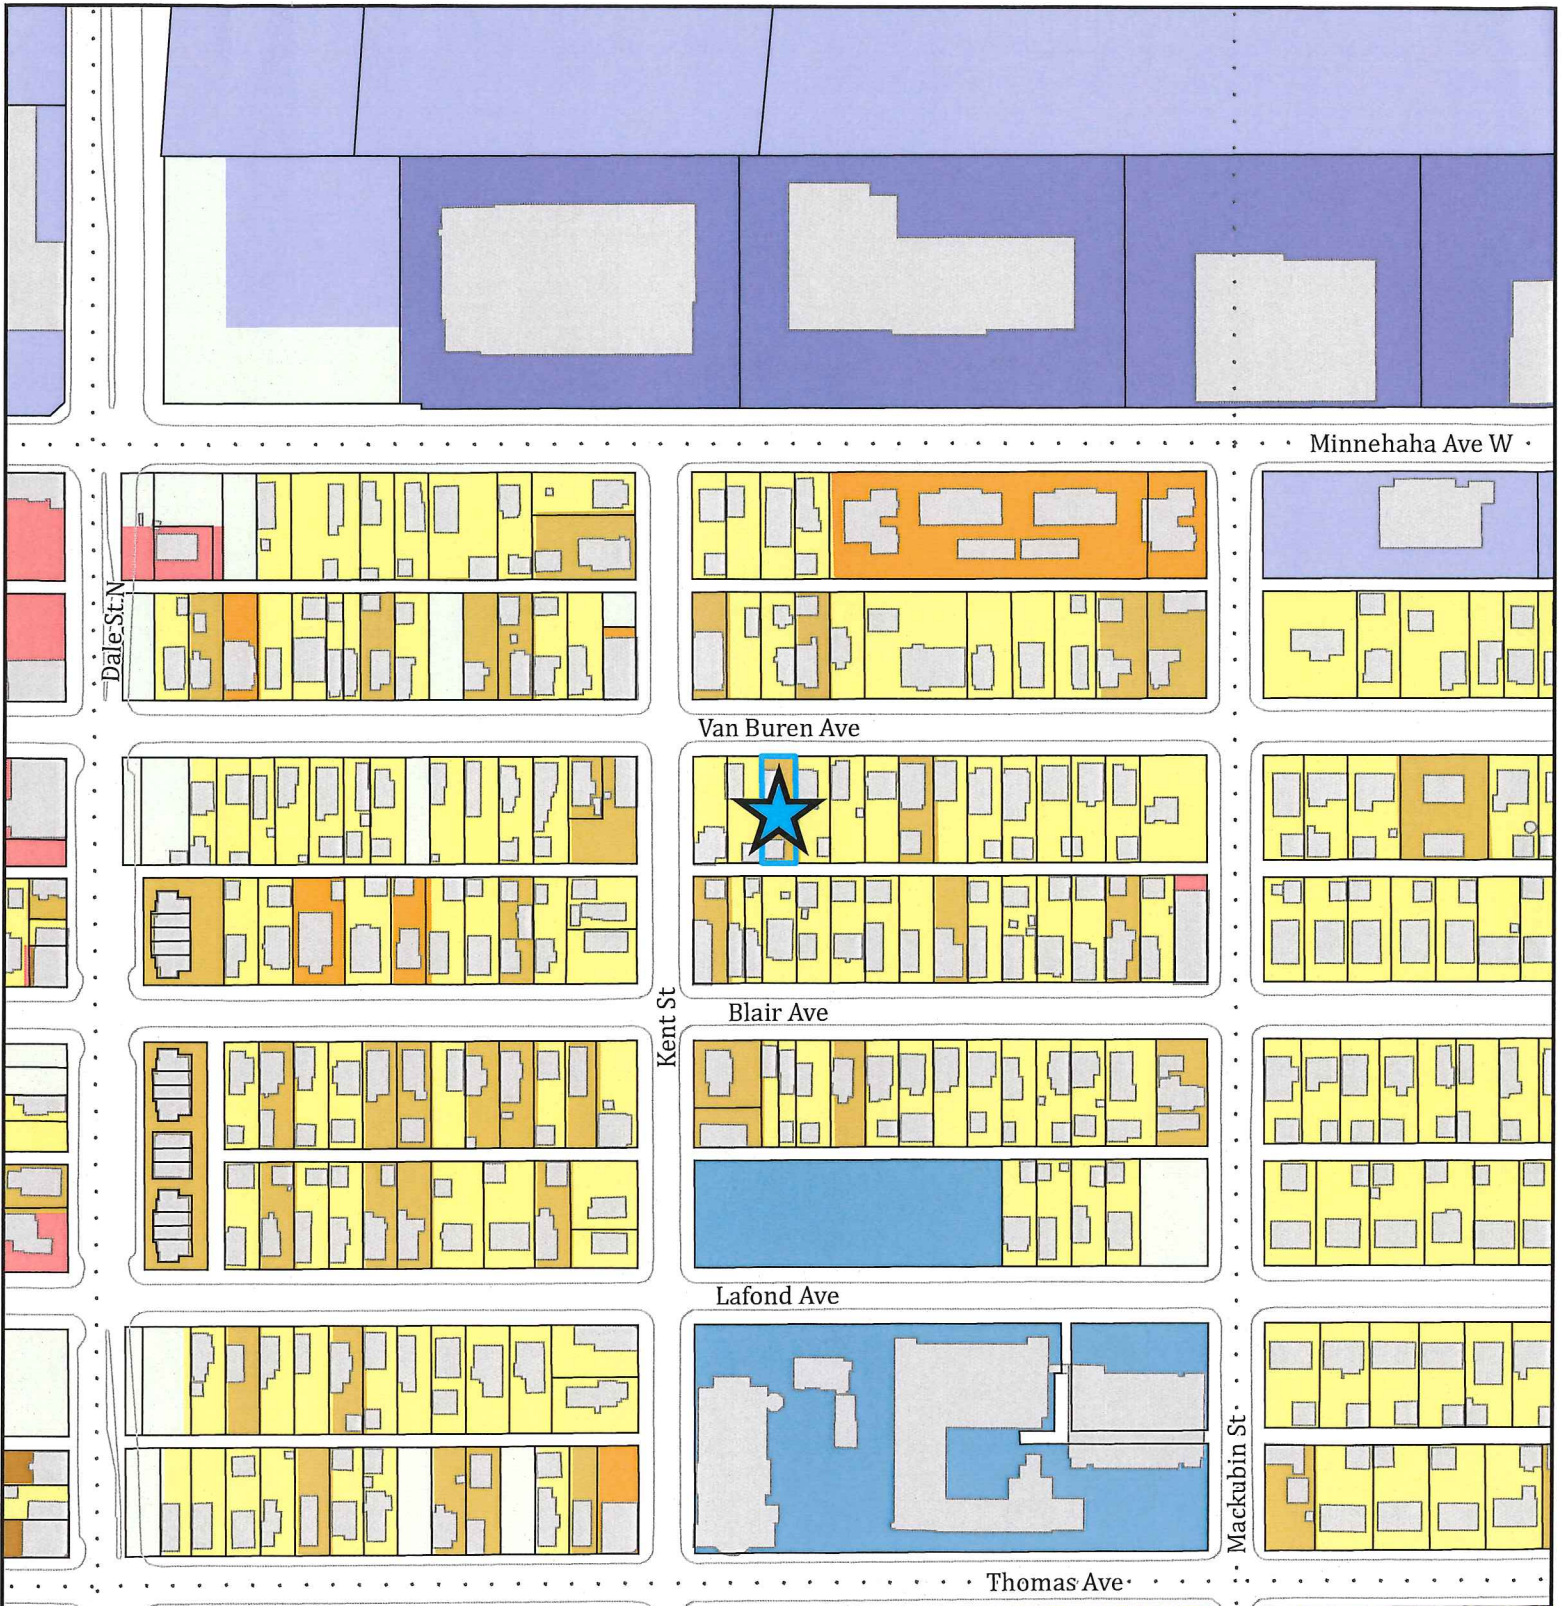 Minnehaha Ave W
Dale St N
Van Buren Ave
Kent St
Blair Ave
Lafond Ave
Mackubin St
Thomas Ave